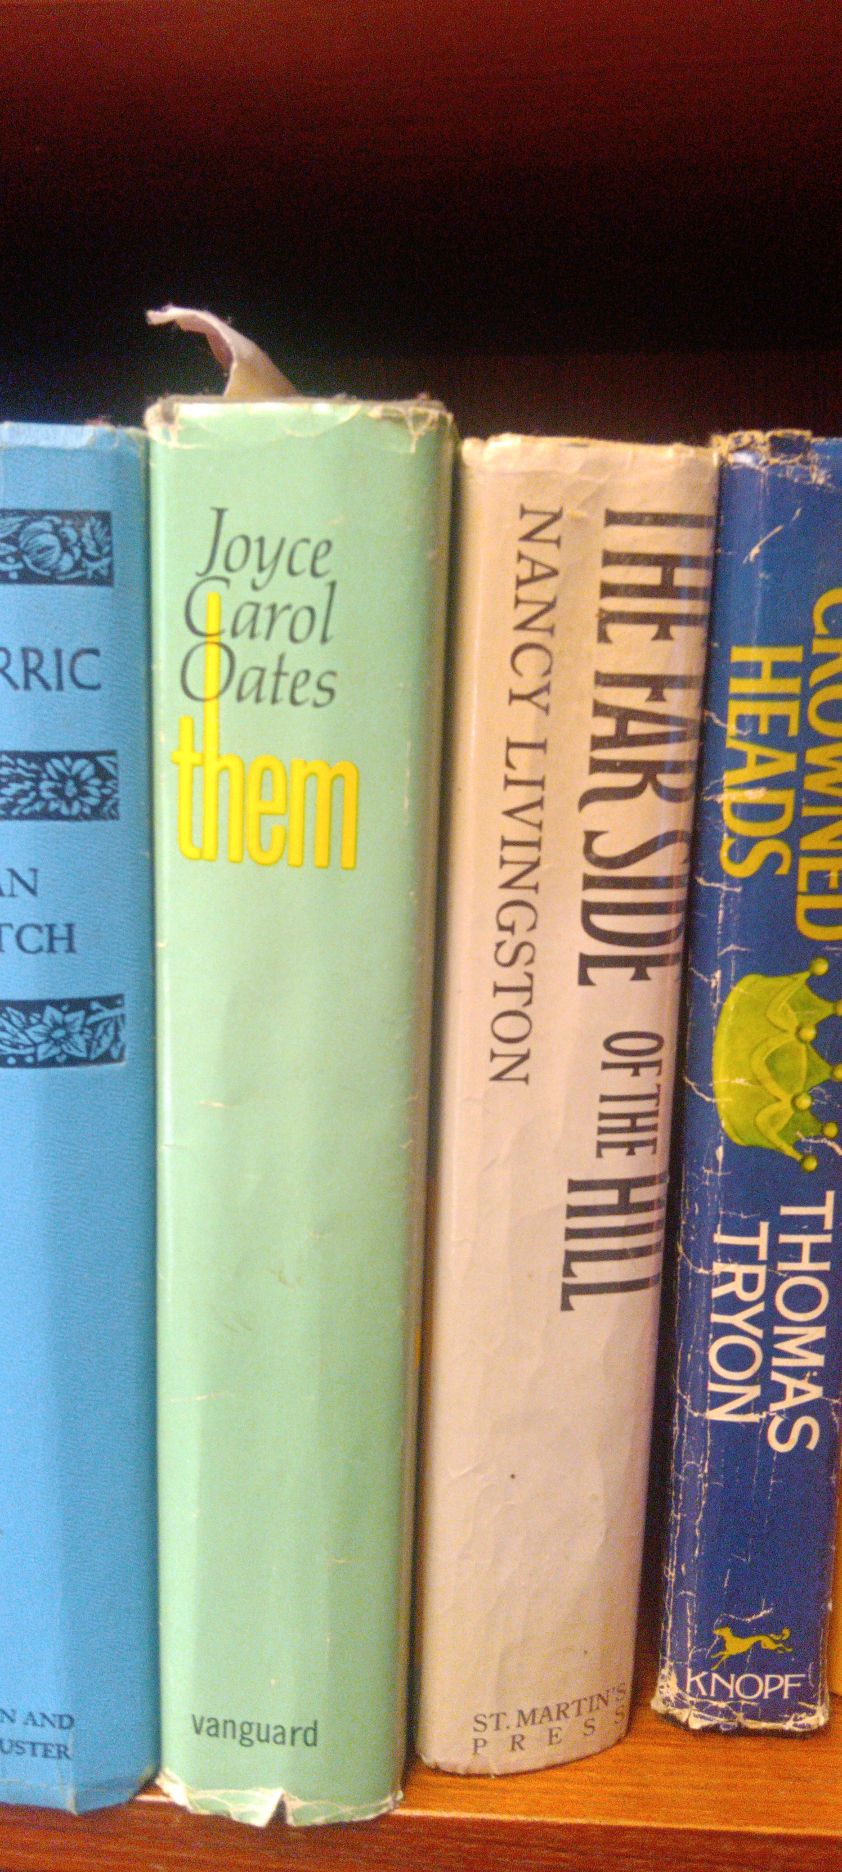 RRIC
AN
TCH
N AND
USTER
Joyce
Carol
Oates
them
vanguard
THE FAR SIDE OF THE HILL
NANCY LIVINGSTON
ST. MARTIN'S
PRESS
CROWNED
HEADS
THOMAS
TRYON
KNOPF